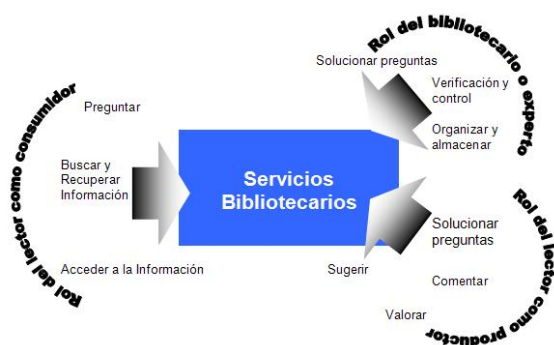 Rol del lector como consumidor
Preguntar
Buscar y
Recuperar
Información
Acceder a la Información
Servicios
Bibliotecarios
Rol del bibliotecario o experto
Solucionar preguntas
Verificación y
control
Organizar y
almacenar
Rol del lector como productor
Solucionar
preguntas
Sugerir
Comentar
Valorar